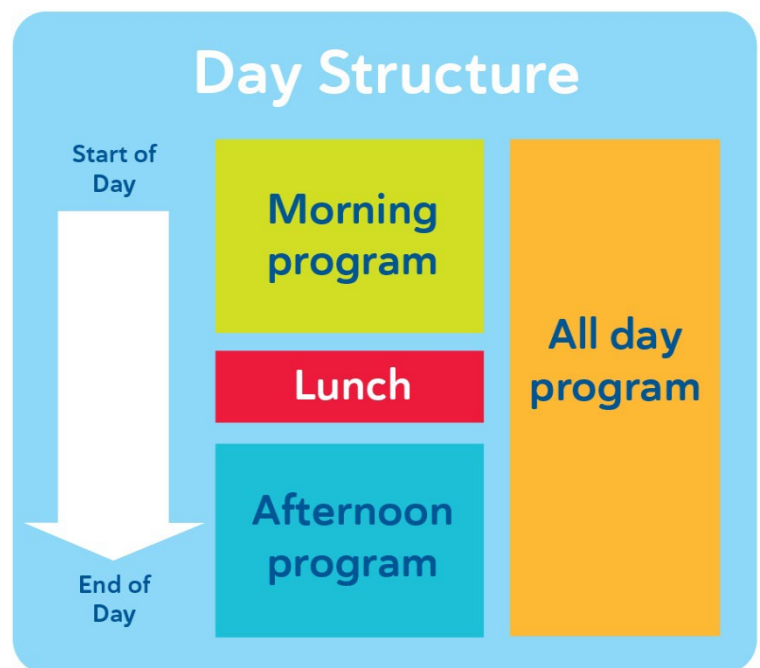 Day Structure
Start of
Day
Morning
program
Lunch
Afternoon
program
All day
program
End of
Day